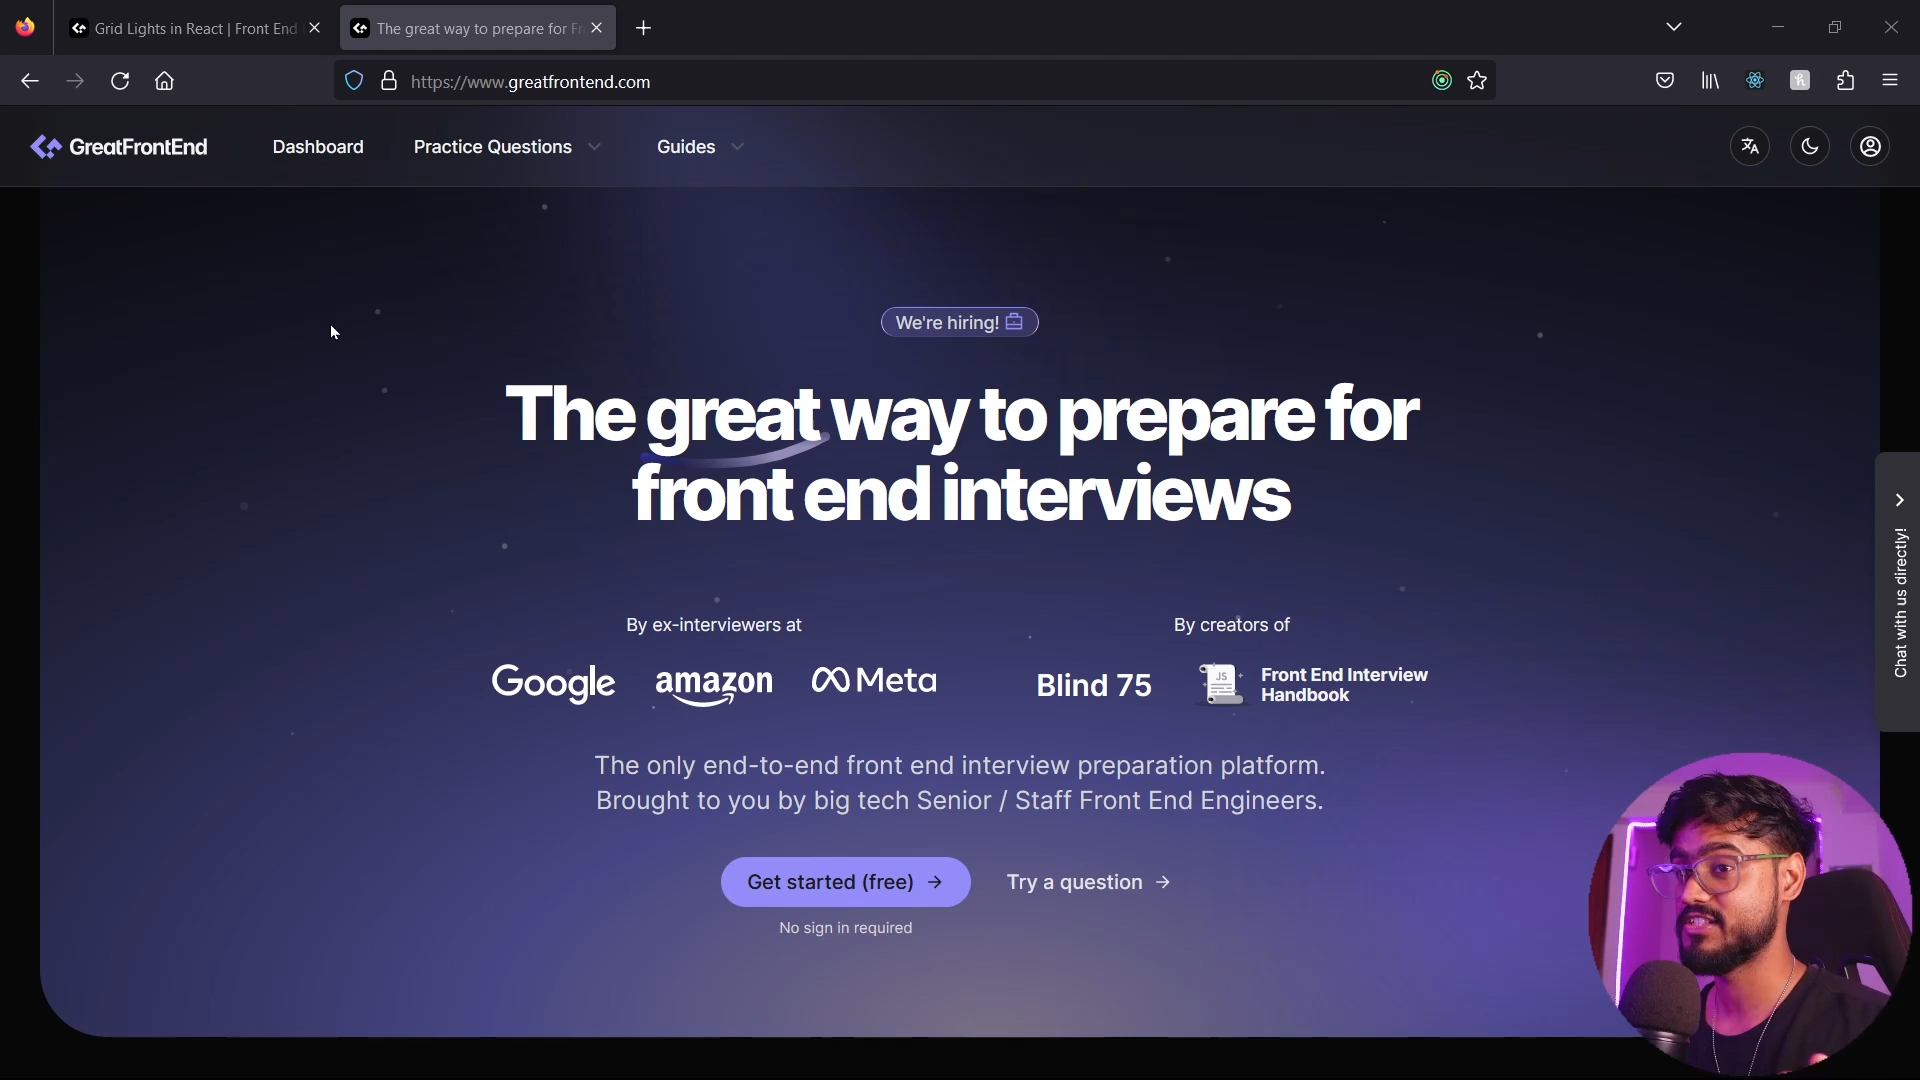 Grid Lights in React | Front End
The great way to prepare for Fr
https://www.greatfrontend.com
GreatFrontEnd
Dashboard
Practice Questions
Guides
We're hiring!
The great way to prepare for
front end interviews
By ex-interviewers at
By creators of
Google
amazon
Meta
Blind 75
JS
Front End Interview
Handbook
The only end-to-end front end interview preparation platform.
Brought to you by big tech Senior / Staff Front End Engineers.
Get started (free) →
Try a question →
No sign in required
Chat with us directly!